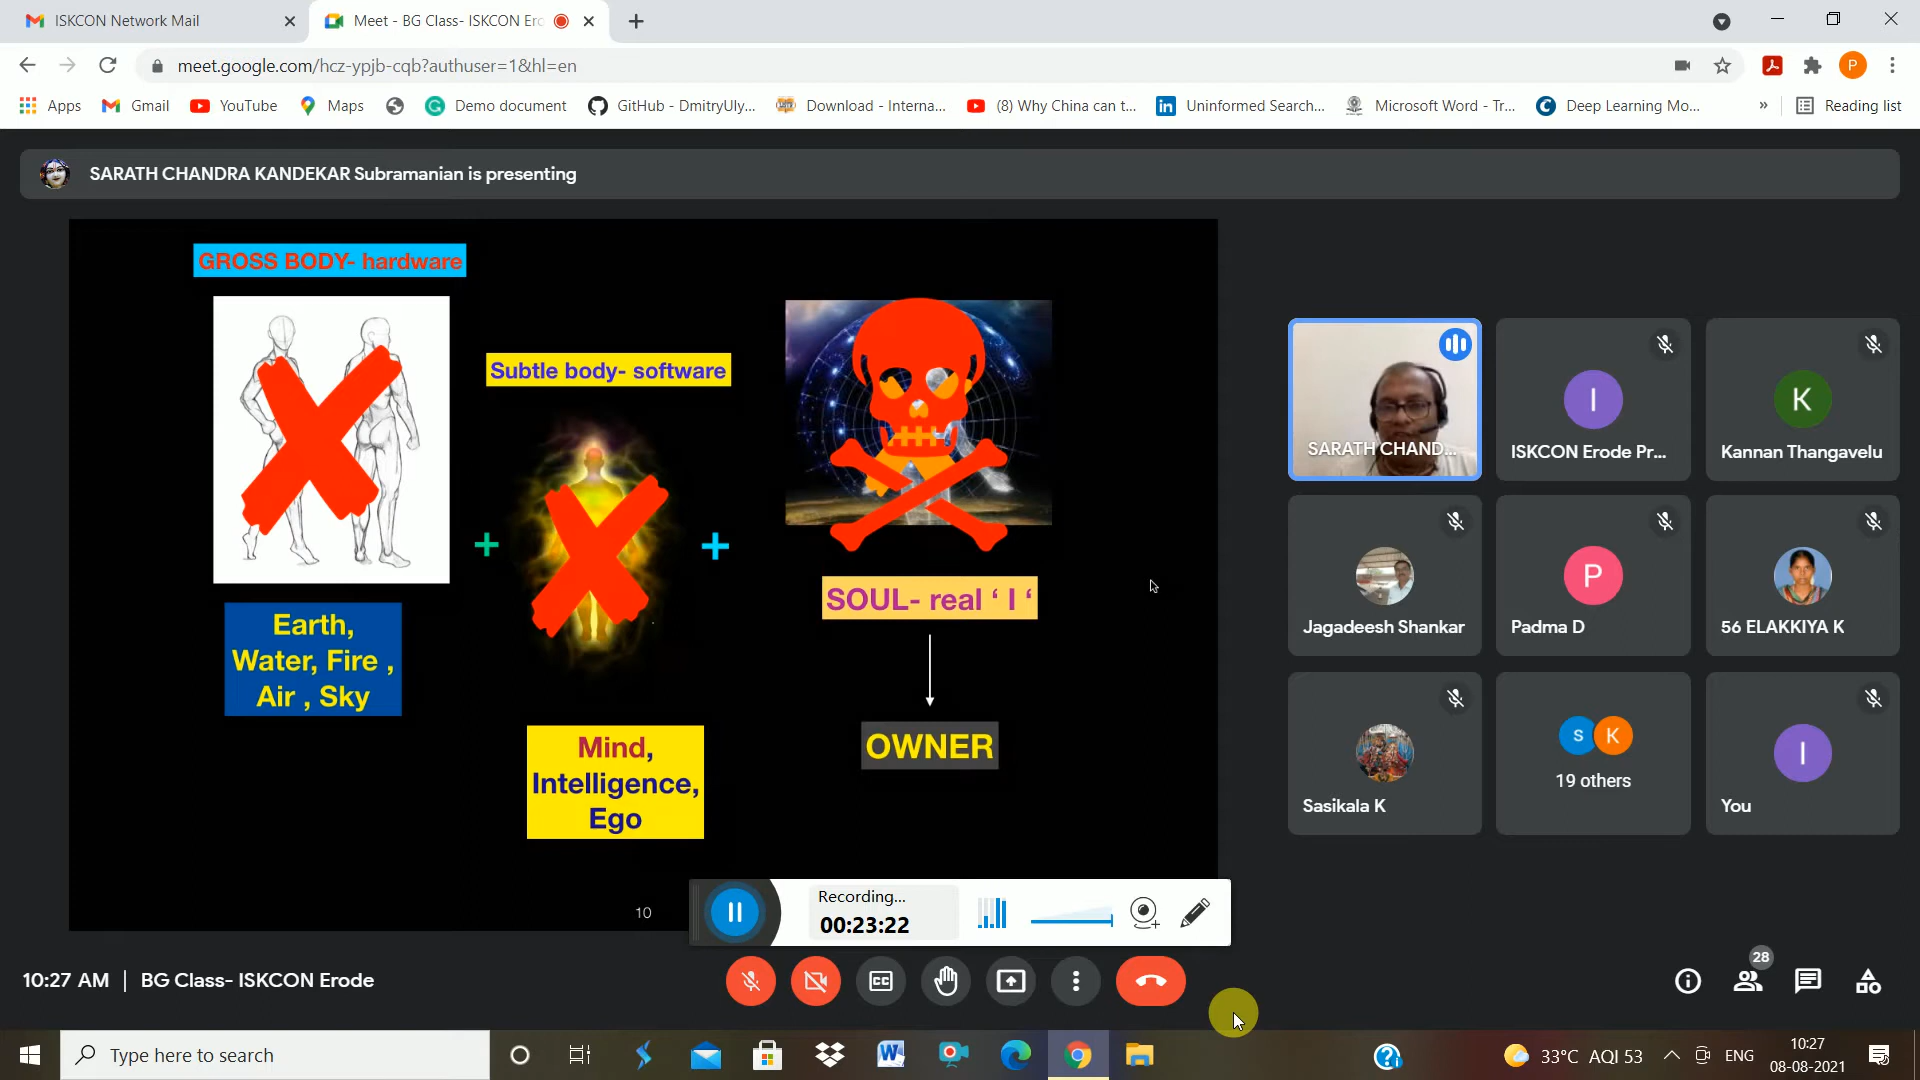 ISKCON Network Mail
Meet - BG Class- ISKCON Erc
meet.google.com/hcz-ypjb-cqb?authuser=1&hl=en
P
Apps
Gmail
YouTube
Maps
Demo document
GitHub - DmitryUly...
Download - Interna...
(8) Why China can t...
Uninformed Search...
Microsoft Word - Tr...
Deep Learning Mo...
»
Reading list
SARATH CHANDRA KANDEKAR Subramanian is presenting
GROSS BODY- hardware
Subtle body- software
Earth,
Water, Fire ,
Air , Sky
+
+
Mind,
Intelligence,
Ego
SOUL- real ‘ I ‘
OWNER
10
SARATH CHAND...
I
ISKCON Erode Pr...
K
Kannan Thangavelu
Jagadeesh Shankar
P
Padma D
56 ELAKKIYA K
Sasikala K
S K
19 others
I
You
Recording...
00:23:22
10:27 AM | BG Class- ISKCON Erode
CC
28
Type here to search
33°C AQI 53
ENG
10:27
08-08-2021